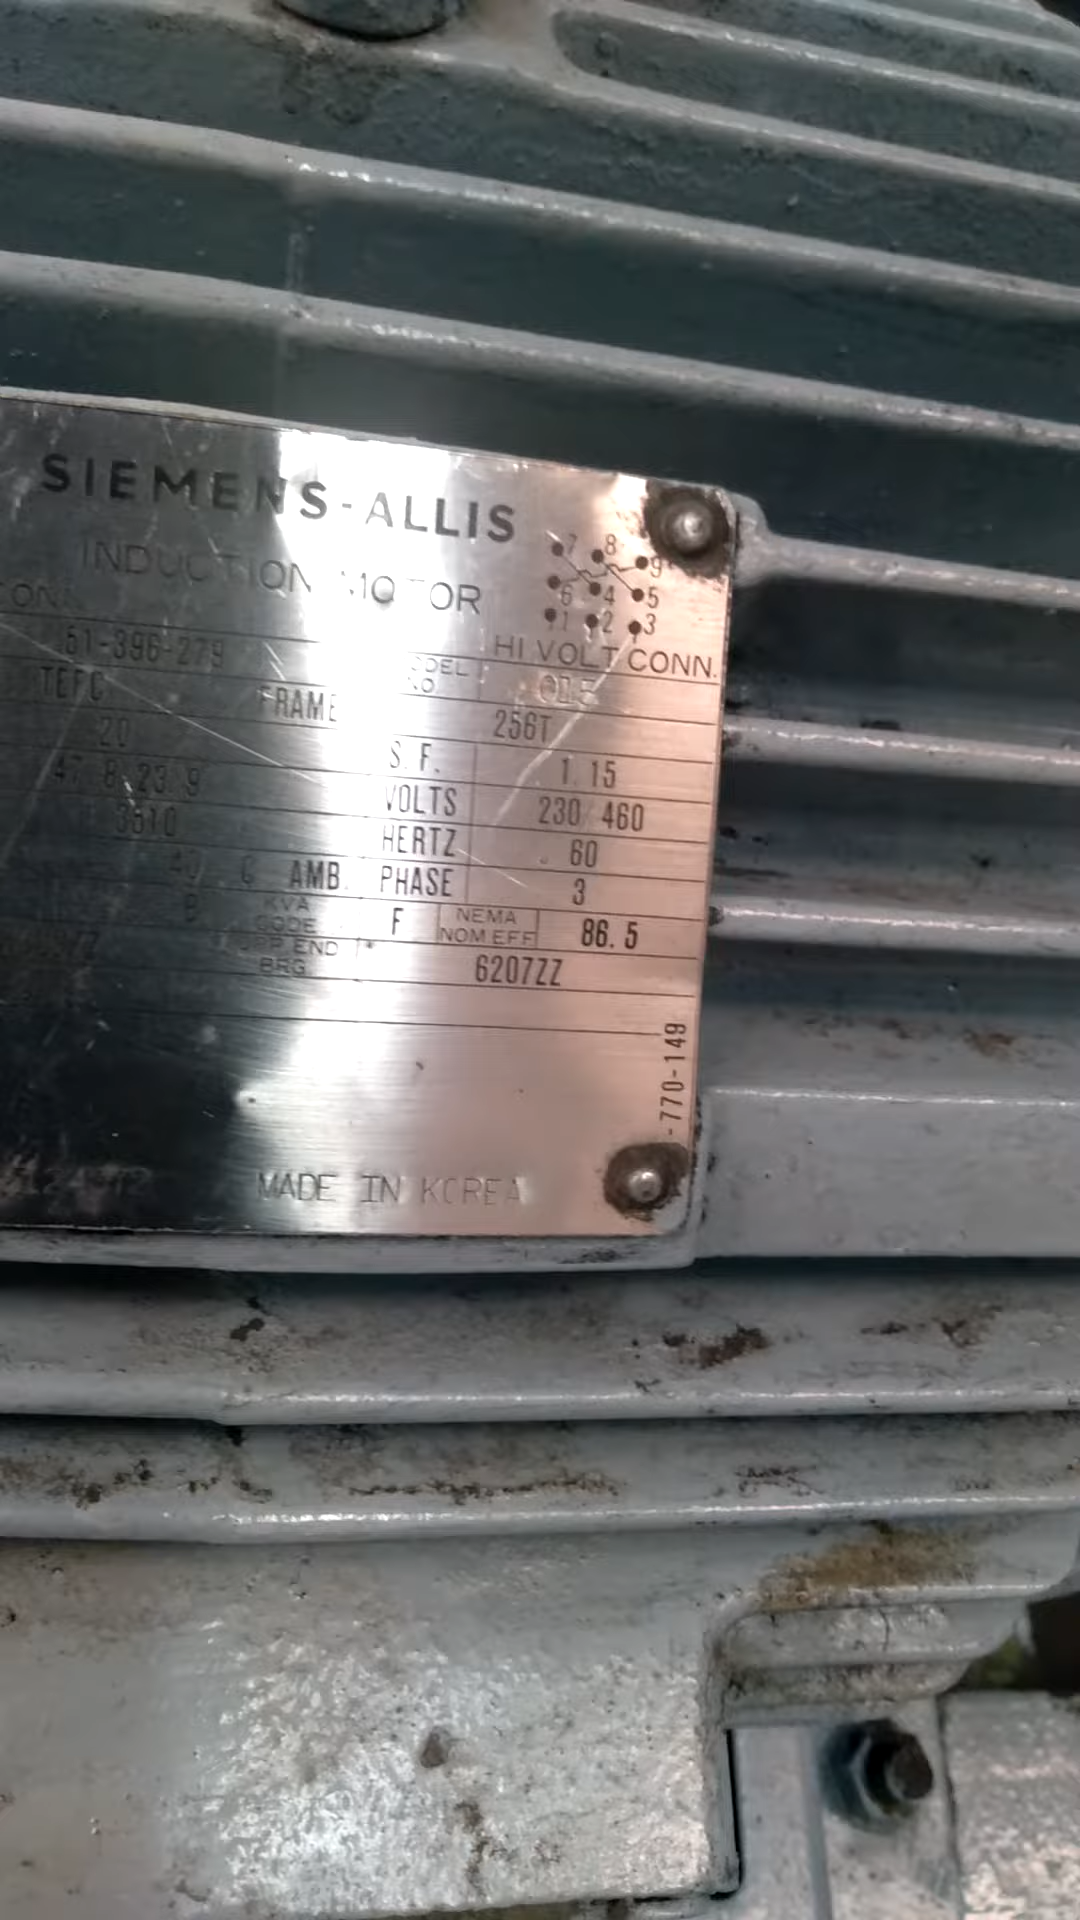 SIEMENS-ALLIS
INDUCTION MOTOR
7 8 9
6 4 5
1 2 3
HI VOLT CONN.
51-396-279
TEFC FRAME 256T
20 S.F. 1.15
47.8/23.9 VOLTS 230/460
3510 HERTZ 60
40 C AMB. PHASE 3
B KVA CODE F NEMA NOM EFF 86.5
OPP. END BRG 6207ZZ
-770-149
MADE IN KOREA